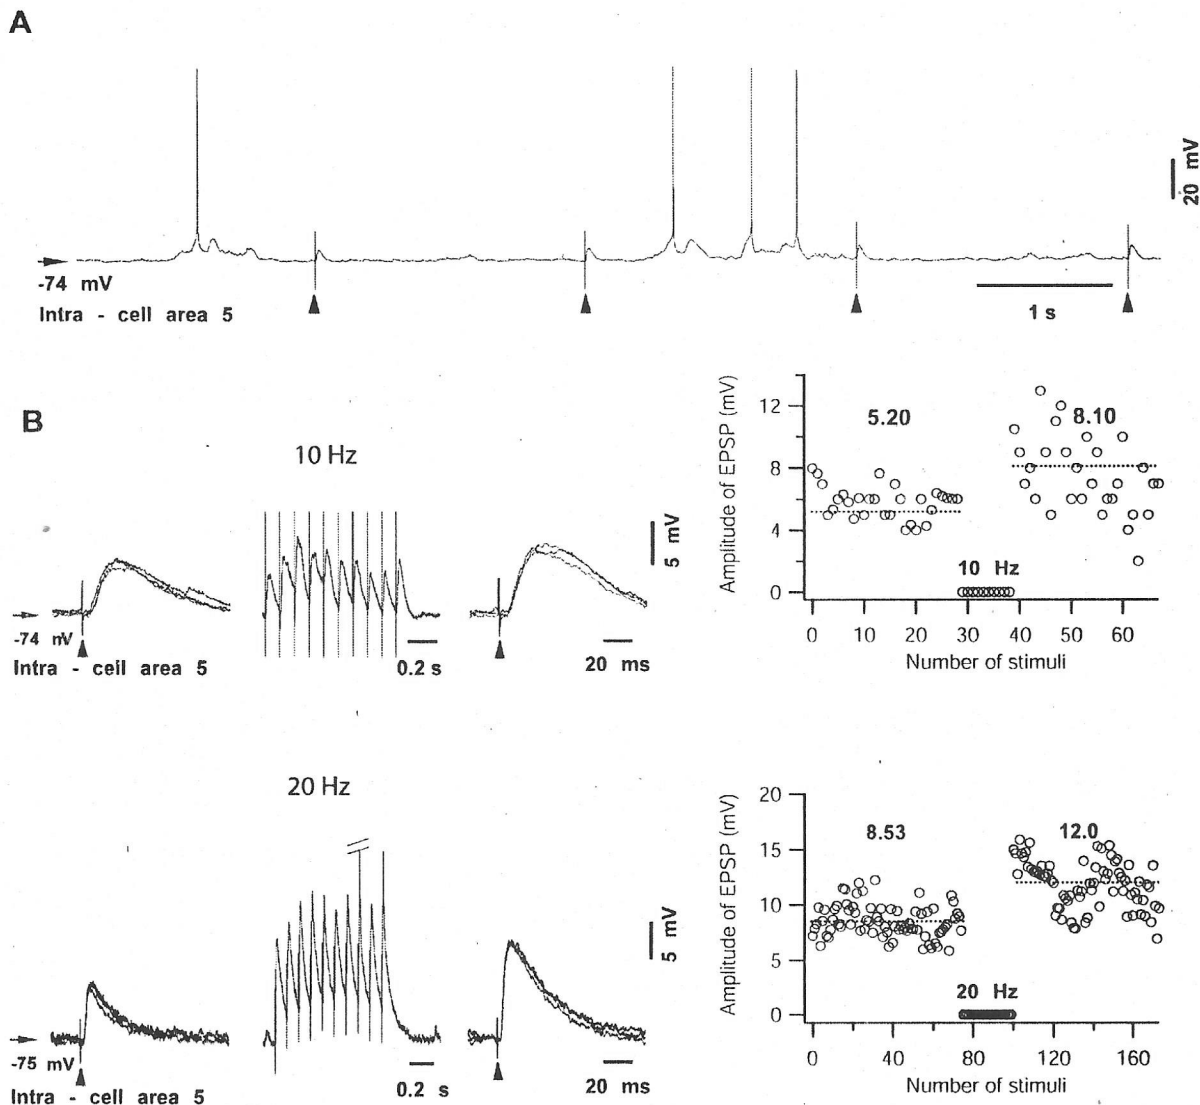 A
20 mV
-74 mV
Intra - cell area 5
1 s
B
10 Hz
5 mV
-74 mV
Intra - cell area 5
0.2 s
20 ms
Amplitude of EPSP (mV)
12
8
4
0
5.20
8.10
10 Hz
0 10 20 30 40 50 60
Number of stimuli
20 Hz
5 mV
-75 mV
Intra - cell area 5
0.2 s
20 ms
Amplitude of EPSP (mV)
20
15
10
5
0
8.53
12.0
20 Hz
0 40 80 120 160
Number of stimuli